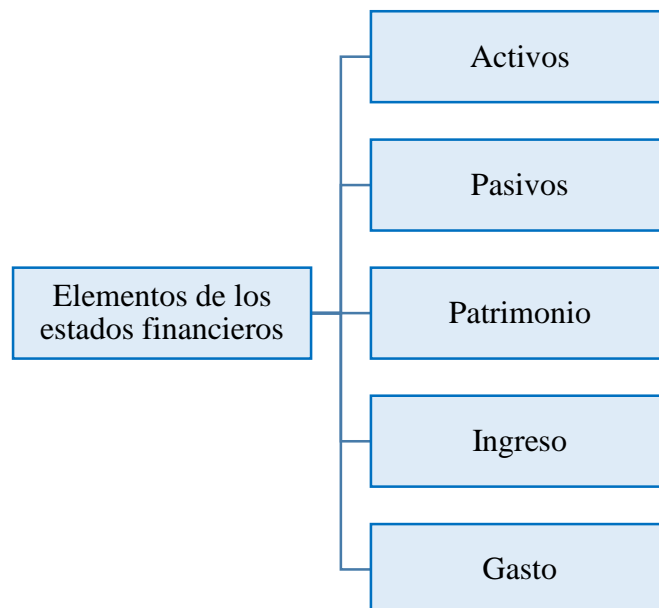 Elementos de los
estados financieros
Activos
Pasivos
Patrimonio
Ingreso
Gasto